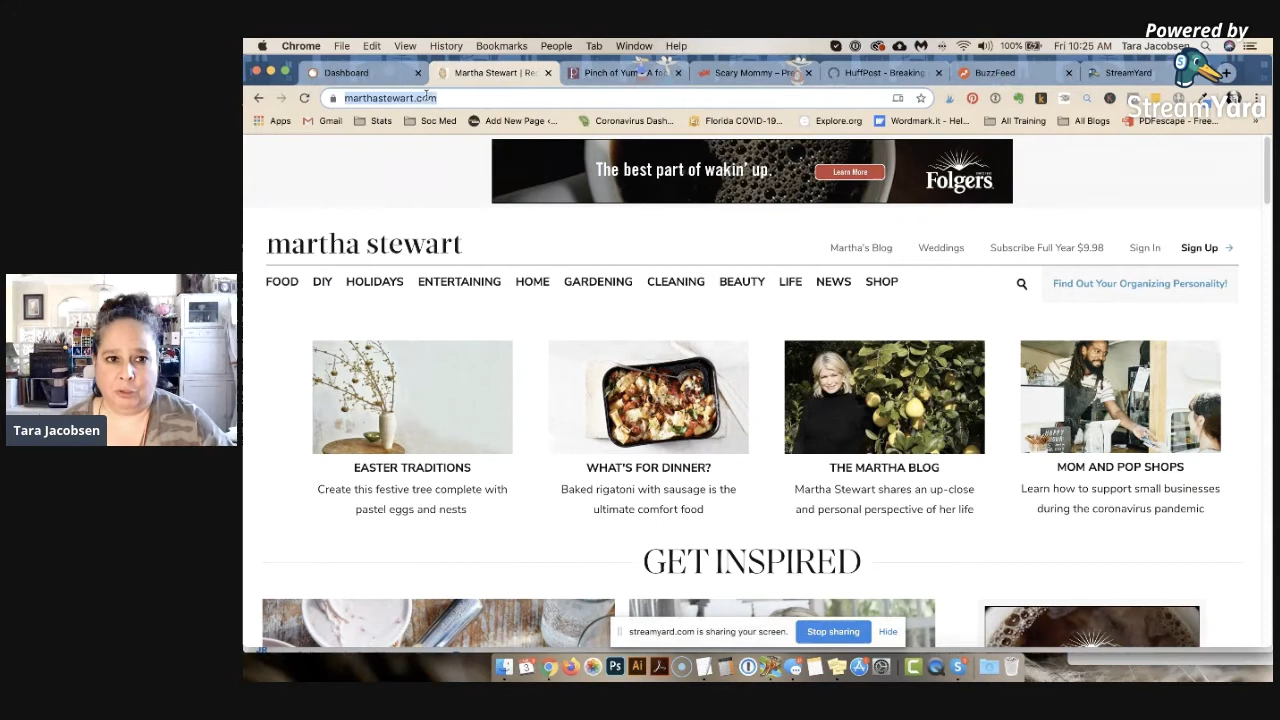 Powered by
StreamYard
Chrome File Edit View History Bookmarks People Tab Window Help
100% Fri 10:25 AM Tara Jacobsen
Dashboard
Martha Stewart | Rec
Pinch of Yum - A fo
Scary Mommy – Pre
HuffPost - Breaking
BuzzFeed
StreamYard
marthastewart.com
Apps Gmail Stats Soc Med Add New Page ‹... Coronavirus Dash... Florida COVID-19... Explore.org Wordmark.it - Hel... All Training All Blogs PDFescape - Free...
The best part of wakin' up.
Learn More
Folgers
martha stewart
Martha's Blog Weddings Subscribe Full Year $9.98 Sign In Sign Up →
FOOD DIY HOLIDAYS ENTERTAINING HOME GARDENING CLEANING BEAUTY LIFE NEWS SHOP
Find Out Your Organizing Personality!
Tara Jacobsen
EASTER TRADITIONS
Create this festive tree complete with
pastel eggs and nests
WHAT'S FOR DINNER?
Baked rigatoni with sausage is the
ultimate comfort food
THE MARTHA BLOG
Martha Stewart shares an up-close
and personal perspective of her life
MOM AND POP SHOPS
Learn how to support small businesses
during the coronavirus pandemic
GET INSPIRED
streamyard.com is sharing your screen. Stop sharing Hide